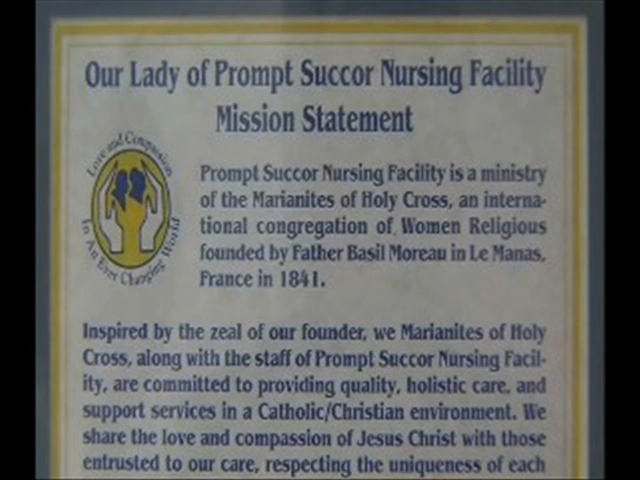 Our Lady of Prompt Succor Nursing Facility
Mission Statement
Love and Compassion
In An Ever Changing World
Prompt Succor Nursing Facility is a ministry
of the Marianites of Holy Cross, an interna-
tional congregation of Women Religious
founded by Father Basil Moreau in Le Manas,
France in 1841.
Inspired by the zeal of our founder, we Marianites of Holy
Cross, along with the staff of Prompt Succor Nursing Facil-
ity, are committed to providing quality, holistic care, and
support services in a Catholic/Christian environment. We
share the love and compassion of Jesus Christ with those
entrusted to our care, respecting the uniqueness of each